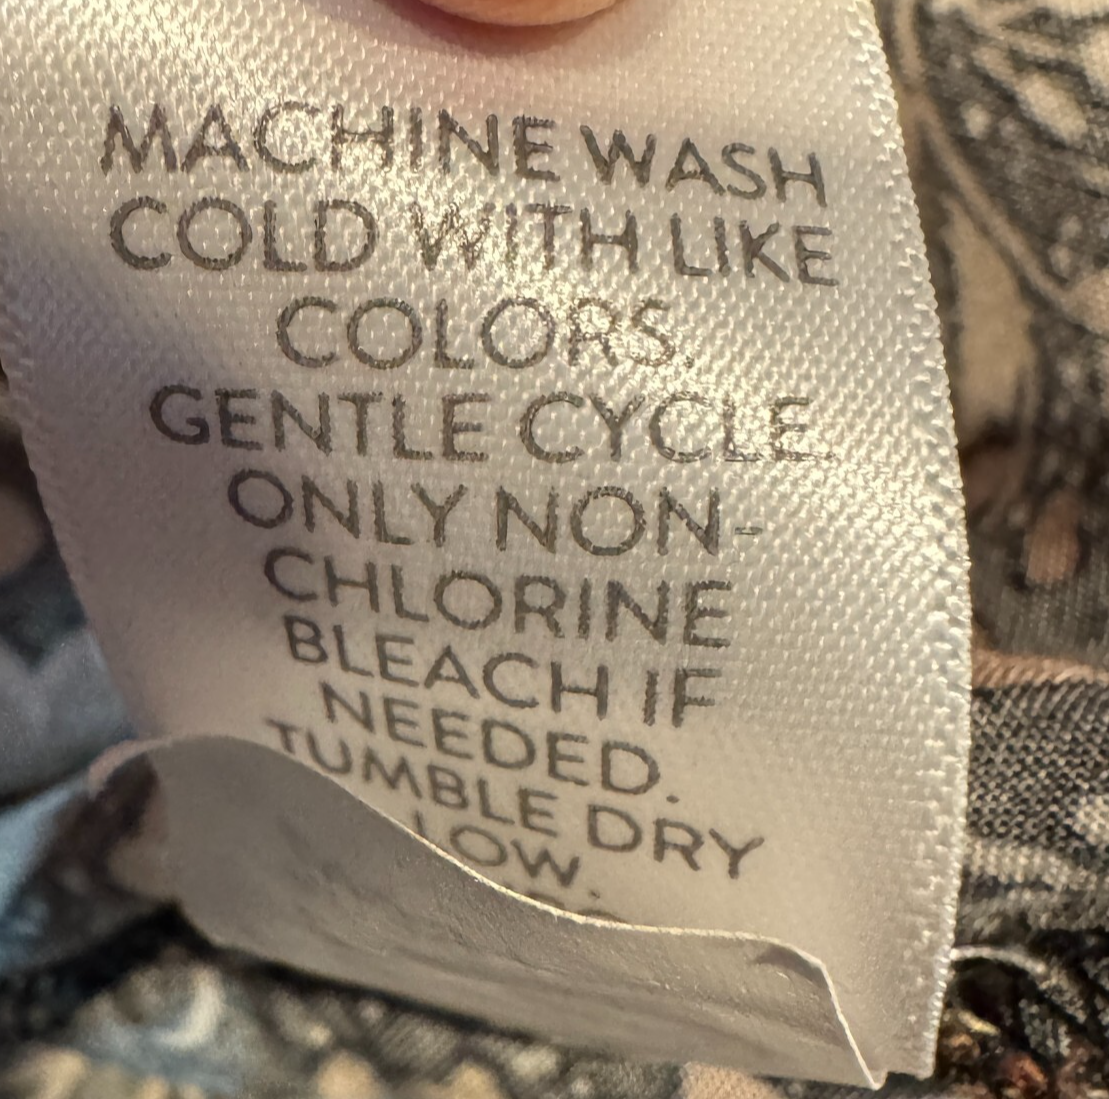 MACHINE WASH
COLD WITH LIKE
COLORS.
GENTLE CYCLE.
ONLY NON-
CHLORINE
BLEACH IF
NEEDED.
TUMBLE DRY
LOW.